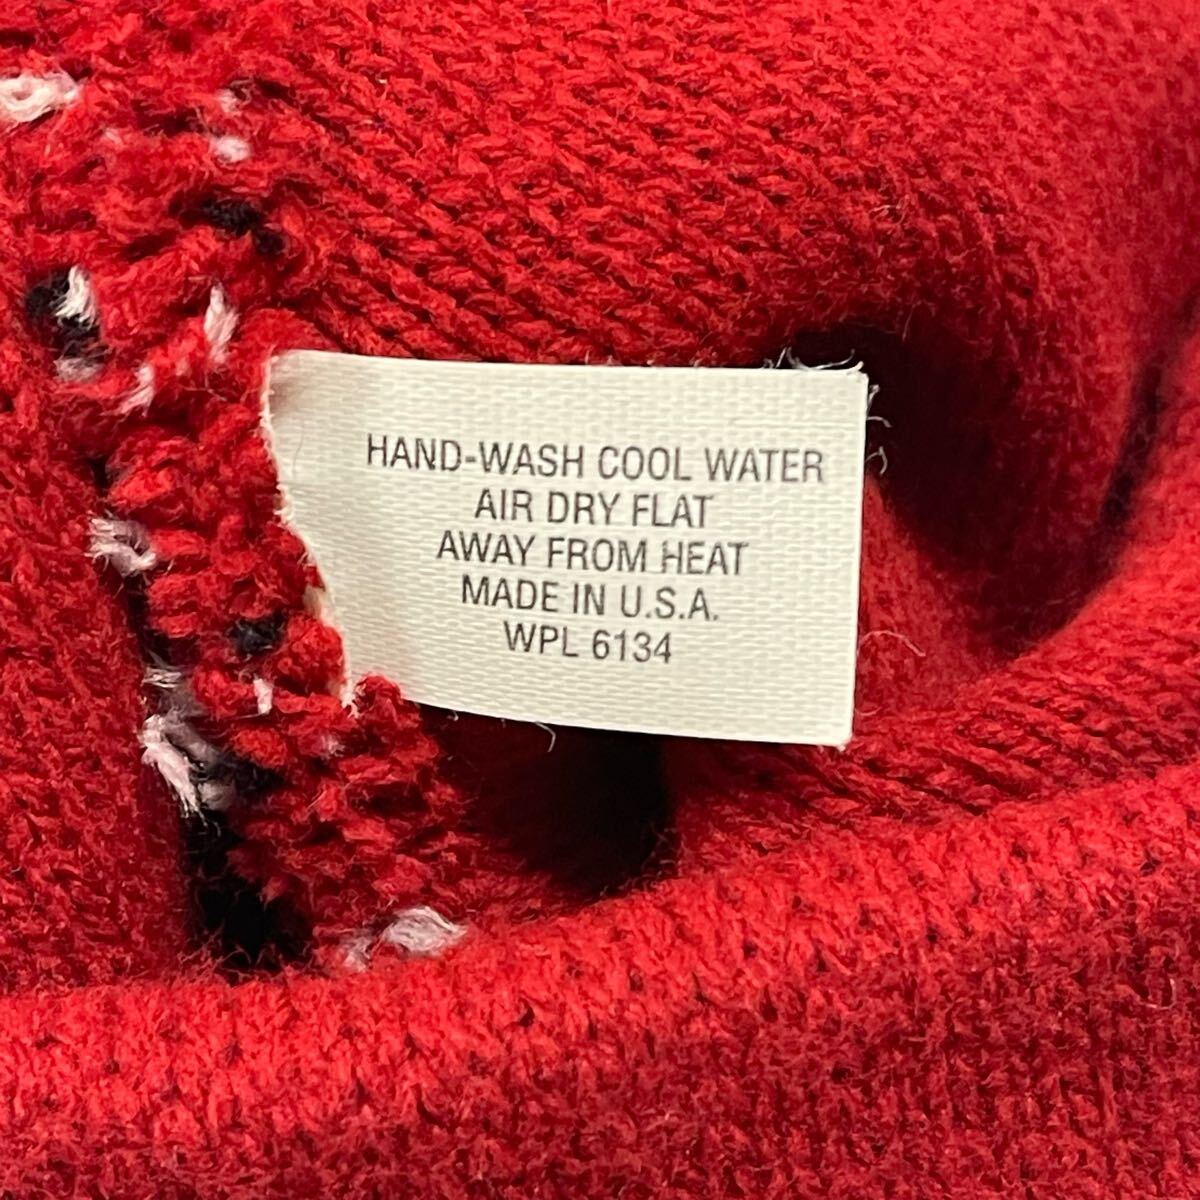 HAND-WASH COOL WATER
AIR DRY FLAT
AWAY FROM HEAT
MADE IN U.S.A.
WPL 6134